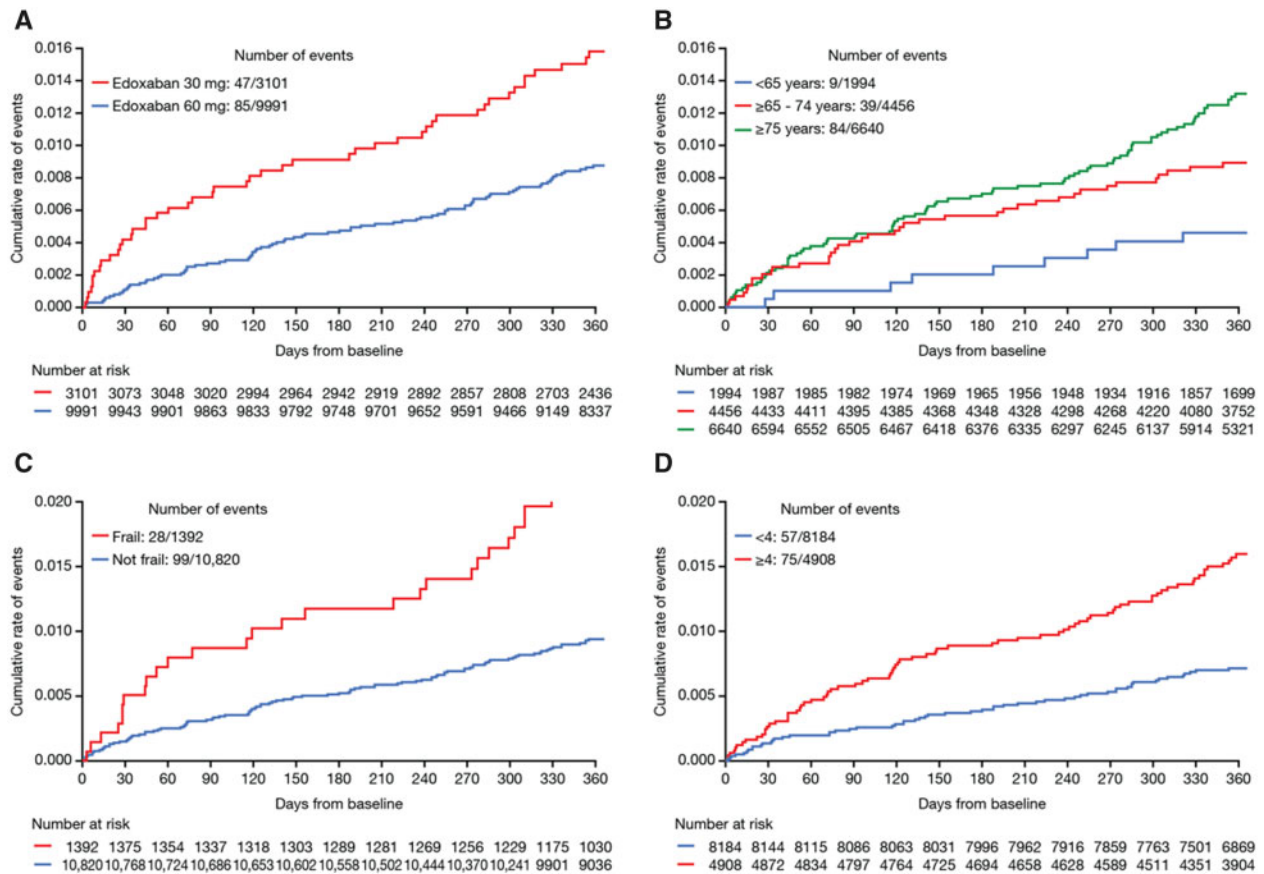 A
Number of events
Edoxaban 30 mg: 47/3101
Edoxaban 60 mg: 85/9991
Cumulative rate of events
0.016
0.014
0.012
0.010
0.008
0.006
0.004
0.002
0.000
0 30 60 90 120 150 180 210 240 270 300 330 360
Days from baseline
Number at risk
3101 3073 3048 3020 2994 2964 2942 2919 2892 2857 2808 2703 2436
9991 9943 9901 9863 9833 9792 9748 9701 9652 9591 9466 9149 8337
B
Number of events
<65 years: 9/1994
≥65 - 74 years: 39/4456
≥75 years: 84/6640
Cumulative rate of events
0.016
0.014
0.012
0.010
0.008
0.006
0.004
0.002
0.000
0 30 60 90 120 150 180 210 240 270 300 330 360
Days from baseline
Number at risk
1994 1987 1985 1982 1974 1969 1965 1956 1948 1934 1916 1857 1699
4456 4433 4411 4395 4385 4368 4348 4328 4298 4268 4220 4080 3752
6640 6594 6552 6505 6467 6418 6376 6335 6297 6245 6137 5914 5321
C
Number of events
Frail: 28/1392
Not frail: 99/10,820
Cumulative rate of events
0.020
0.015
0.010
0.005
0.000
0 30 60 90 120 150 180 210 240 270 300 330 360
Days from baseline
Number at risk
1392 1375 1354 1337 1318 1303 1289 1281 1269 1256 1229 1175 1030
10,820 10,768 10,724 10,686 10,653 10,602 10,558 10,502 10,444 10,370 10,241 9901 9036
D
Number of events
<4: 57/8184
≥4: 75/4908
Cumulative rate of events
0.020
0.015
0.010
0.005
0.000
0 30 60 90 120 150 180 210 240 270 300 330 360
Days from baseline
Number at risk
8184 8144 8115 8086 8063 8031 7996 7958 7916 7859 7763 7501 6869
4908 4872 4834 4797 4764 4725 4694 4658 4628 4589 4511 4351 3904